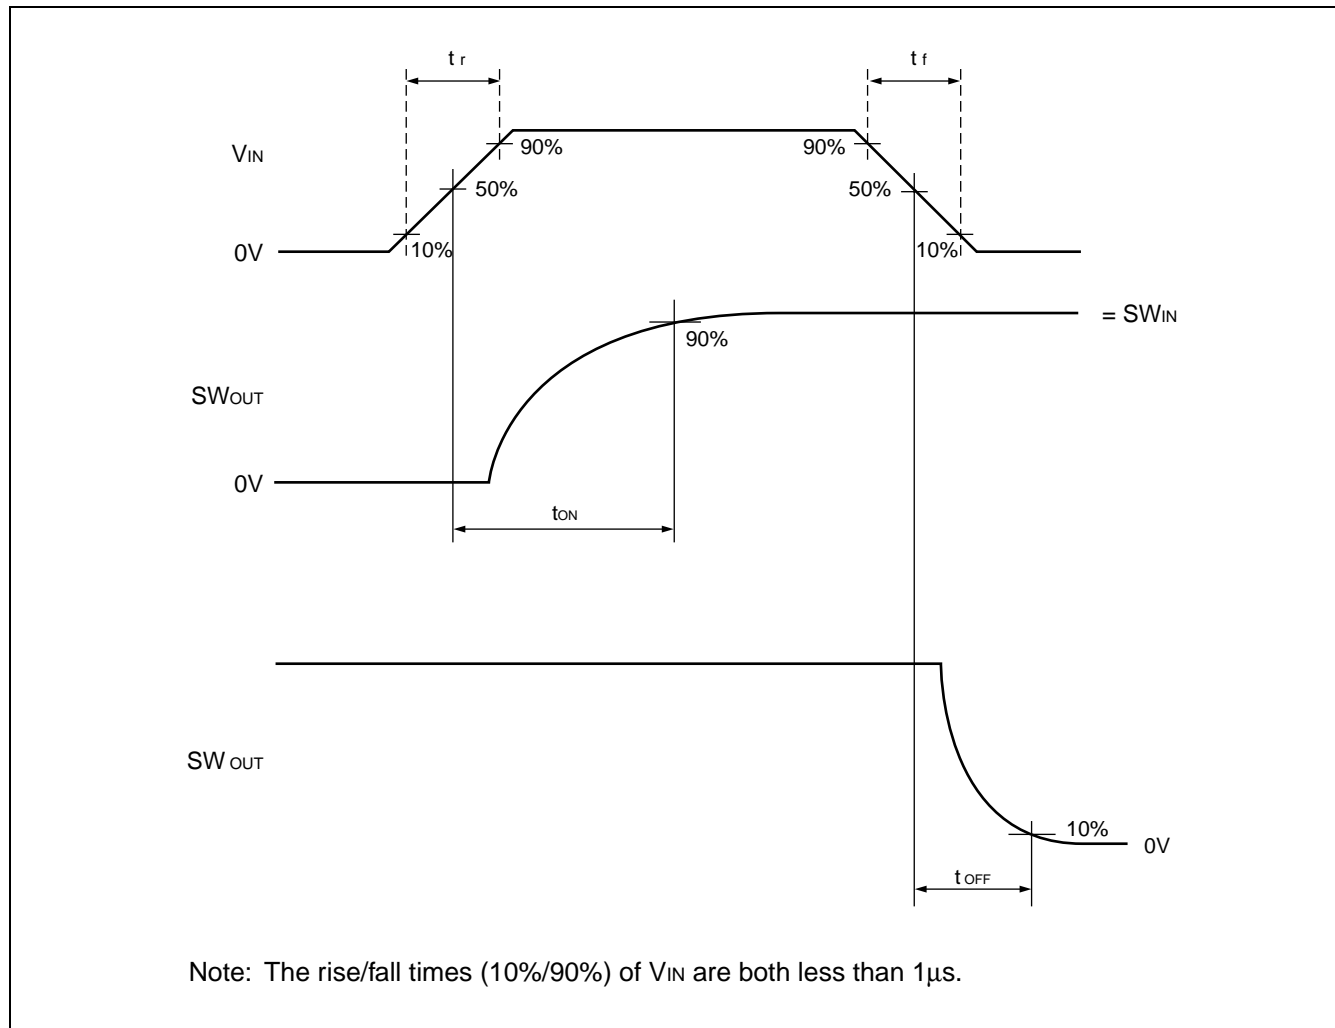 t r
t f
VIN
90%
90%
50%
50%
0V
10%
10%
= SWIN
90%
SWOUT
0V
tON
SW OUT
10%
0V
t OFF
Note: The rise/fall times (10%/90%) of VIN are both less than 1μs.